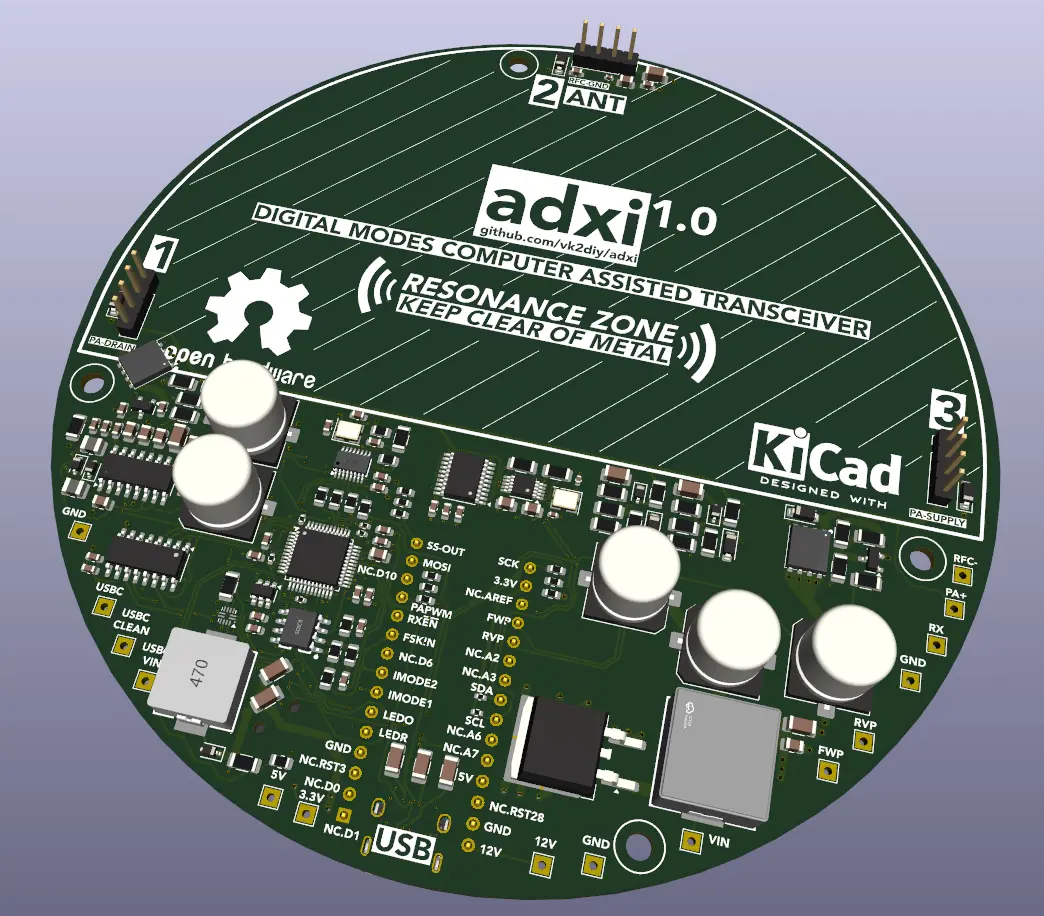 RFC-GND
2 ANT
adxi 1.0
github.com/vk2diy/adxi
DIGITAL MODES COMPUTER ASSISTED TRANSCEIVER
RESONANCE ZONE
KEEP CLEAR OF METAL
1
PA-DRAIN
open hardware
3
KiCad
DESIGNED WITH
PA-SUPPLY
GND
USBC
USBC
CLEAN
VIN
470
SS-OUT
MOSI
NC.D10
PAPWM
RXEN
FSK!N
NC.D6
IMODE2
IMODE1
LEDO
LEDR
GND
NC.RST3
NC.D0
NC.D1
5V
3.3V
USB
SCK
3.3V
NC.AREF
FWP
RVP
NC.A2
NC.A3
SDA
SCL
NC.A6
NC.A7
5V
NC.RST28
GND
12V
12V
GND
VIN
RFC-
PA+
RX
GND
RVP
FWP